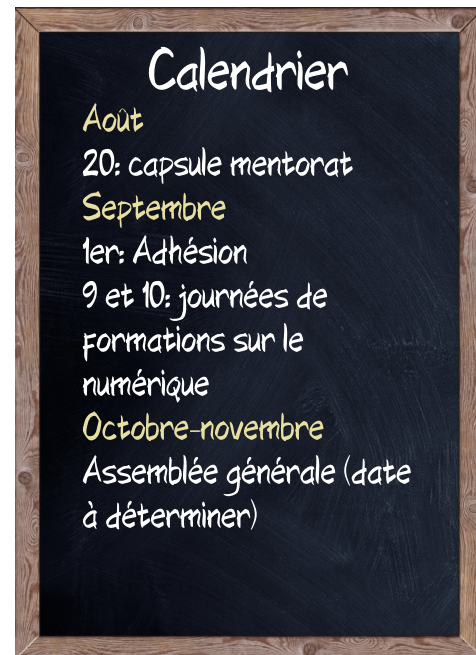 Calendrier
Août
20: capsule mentorat
Septembre
1er: Adhésion
9 et 10: journées de
formations sur le
numérique
Octobre-novembre
Assemblée générale (date
à déterminer)